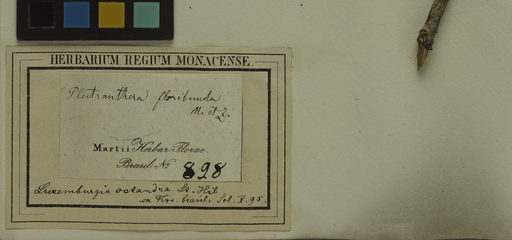 HERBARIUM REGIUM MONACENSE.
Plectranthera floribunda
M. et Z.
Martii Herbar. Florae
Brasil. No 898
Luxemburgia octandra St. Hil.
ex Flor. brasil. fol. V. 95.